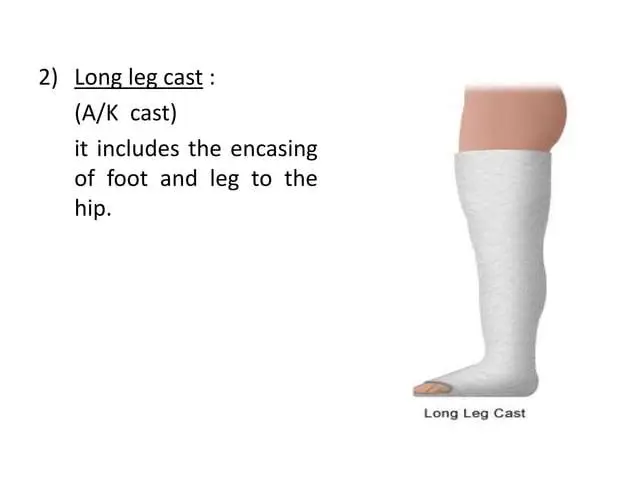 2) Long leg cast :
(A/K cast)
it includes the encasing
of foot and leg to the
hip.
Long Leg Cast